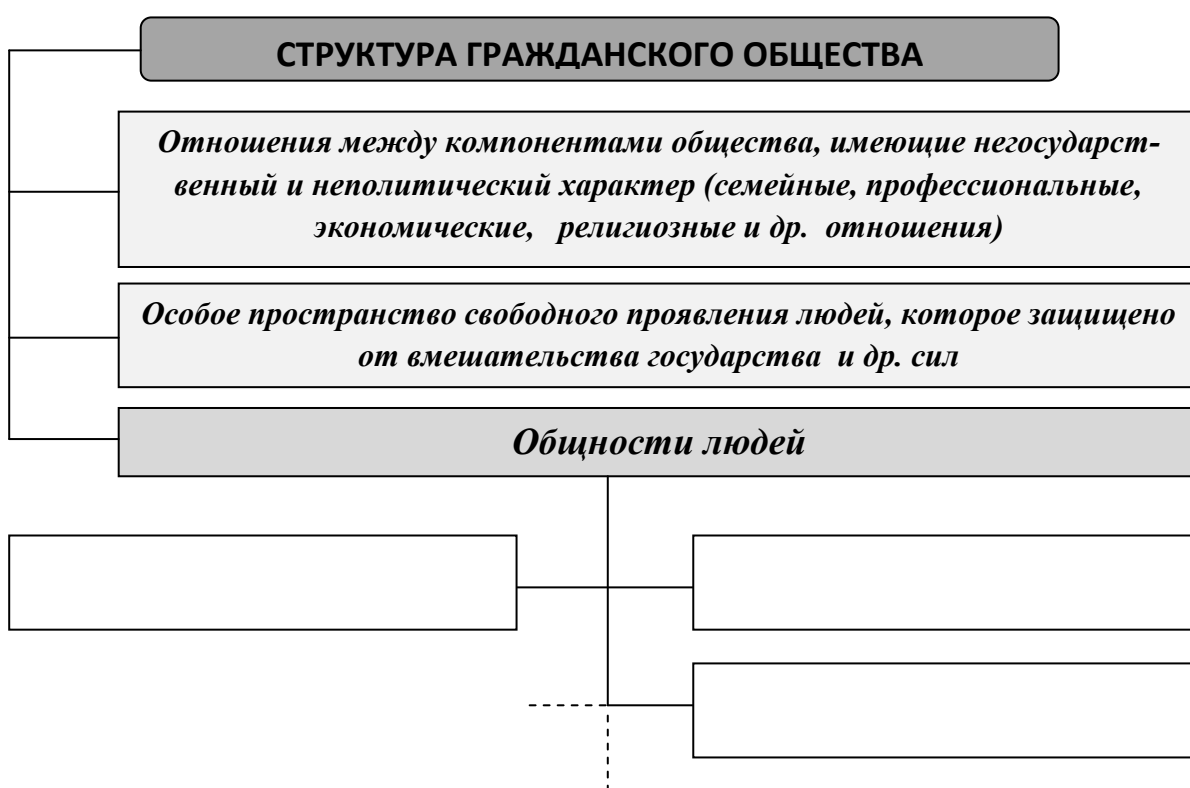 СТРУКТУРА ГРАЖДАНСКОГО ОБЩЕСТВА
Отношения между компонентами общества, имеющие негосударст-
венный и неполитический характер (семейные, профессиональные,
экономические, религиозные и др. отношения)
Особое пространство свободного проявления людей, которое защищено
от вмешательства государства и др. сил
Общности людей